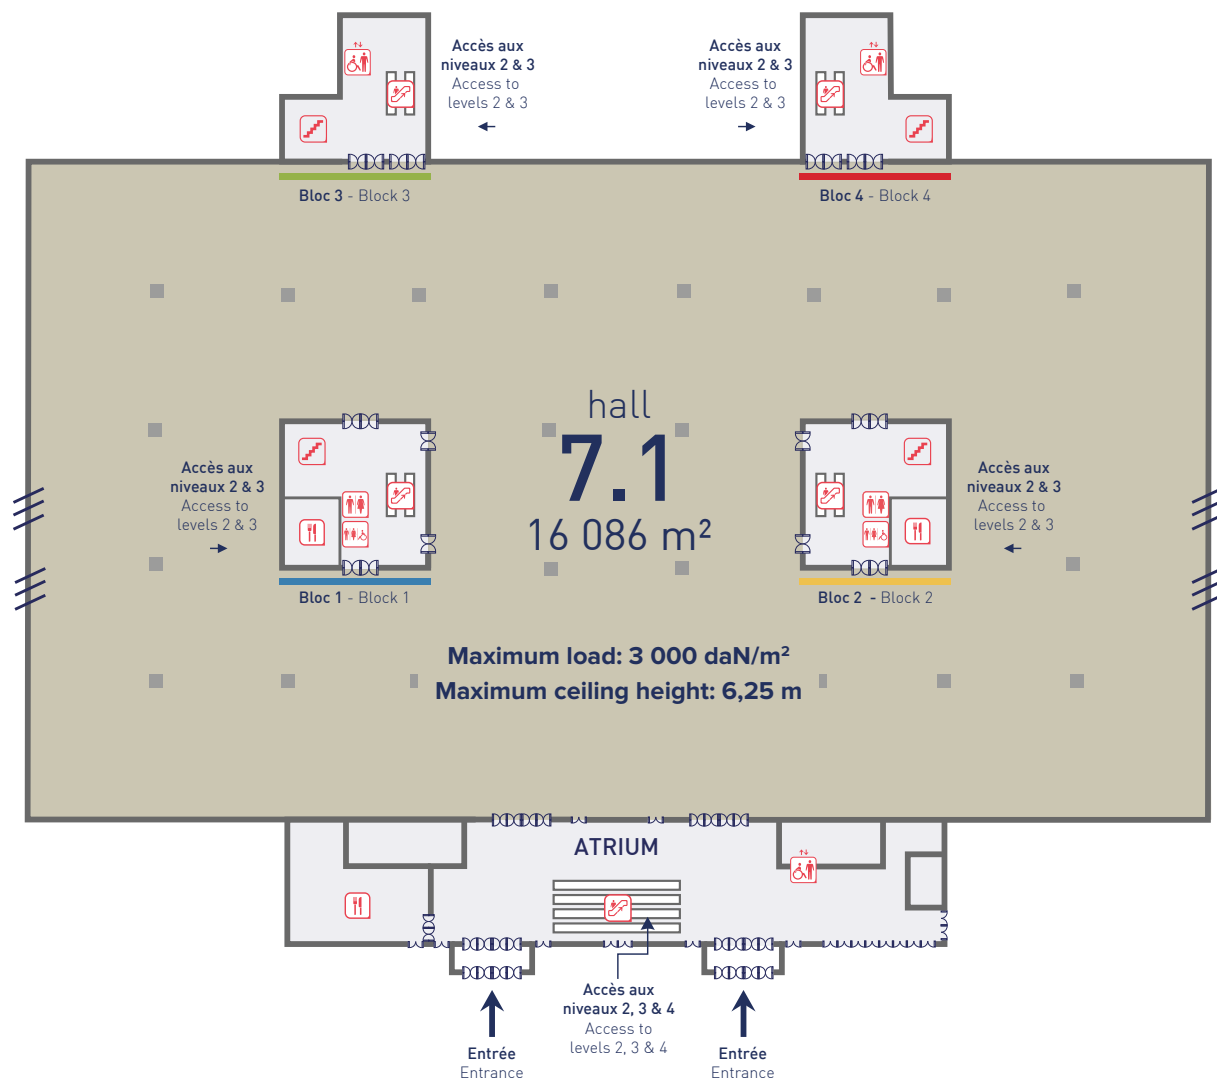 Accès aux
niveaux 2 & 3
Access to
levels 2 & 3
Accès aux
niveaux 2 & 3
Access to
levels 2 & 3
Bloc 3 - Block 3
Bloc 4 - Block 4
hall
7.1
16 086 m²
Accès aux
niveaux 2 & 3
Access to
levels 2 & 3
Accès aux
niveaux 2 & 3
Access to
levels 2 & 3
Bloc 1 - Block 1
Bloc 2 - Block 2
Maximum load: 3 000 daN/m²
Maximum ceiling height: 6,25 m
ATRIUM
Accès aux
niveaux 2, 3 & 4
Access to
levels 2, 3 & 4
Entrée
Entrance
Entrée
Entrance